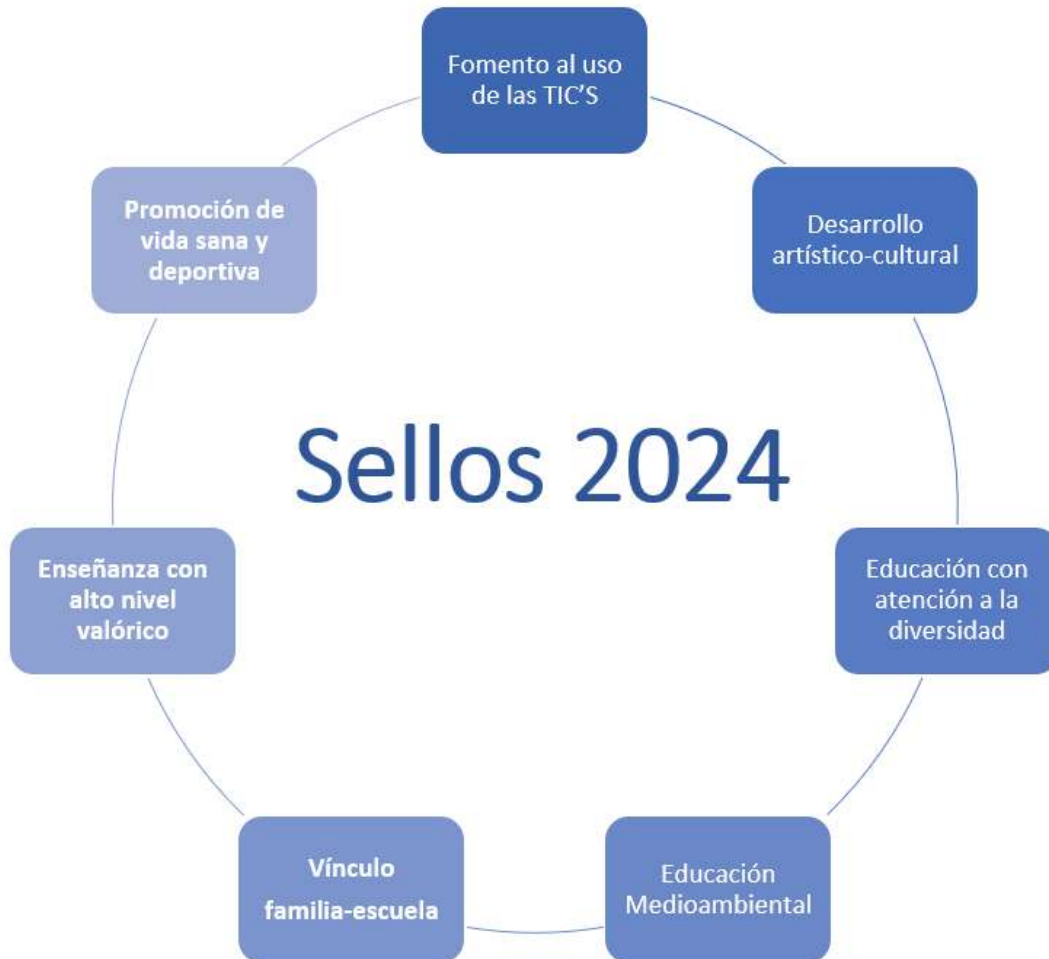 Fomento al uso
de las TIC'S
Desarrollo
artístico-cultural
Educación con
atención a la
diversidad
Educación
Medioambiental
Vínculo
familia-escuela
Enseñanza con
alto nivel
valórico
Promoción de
vida sana y
deportiva
Sellos 2024